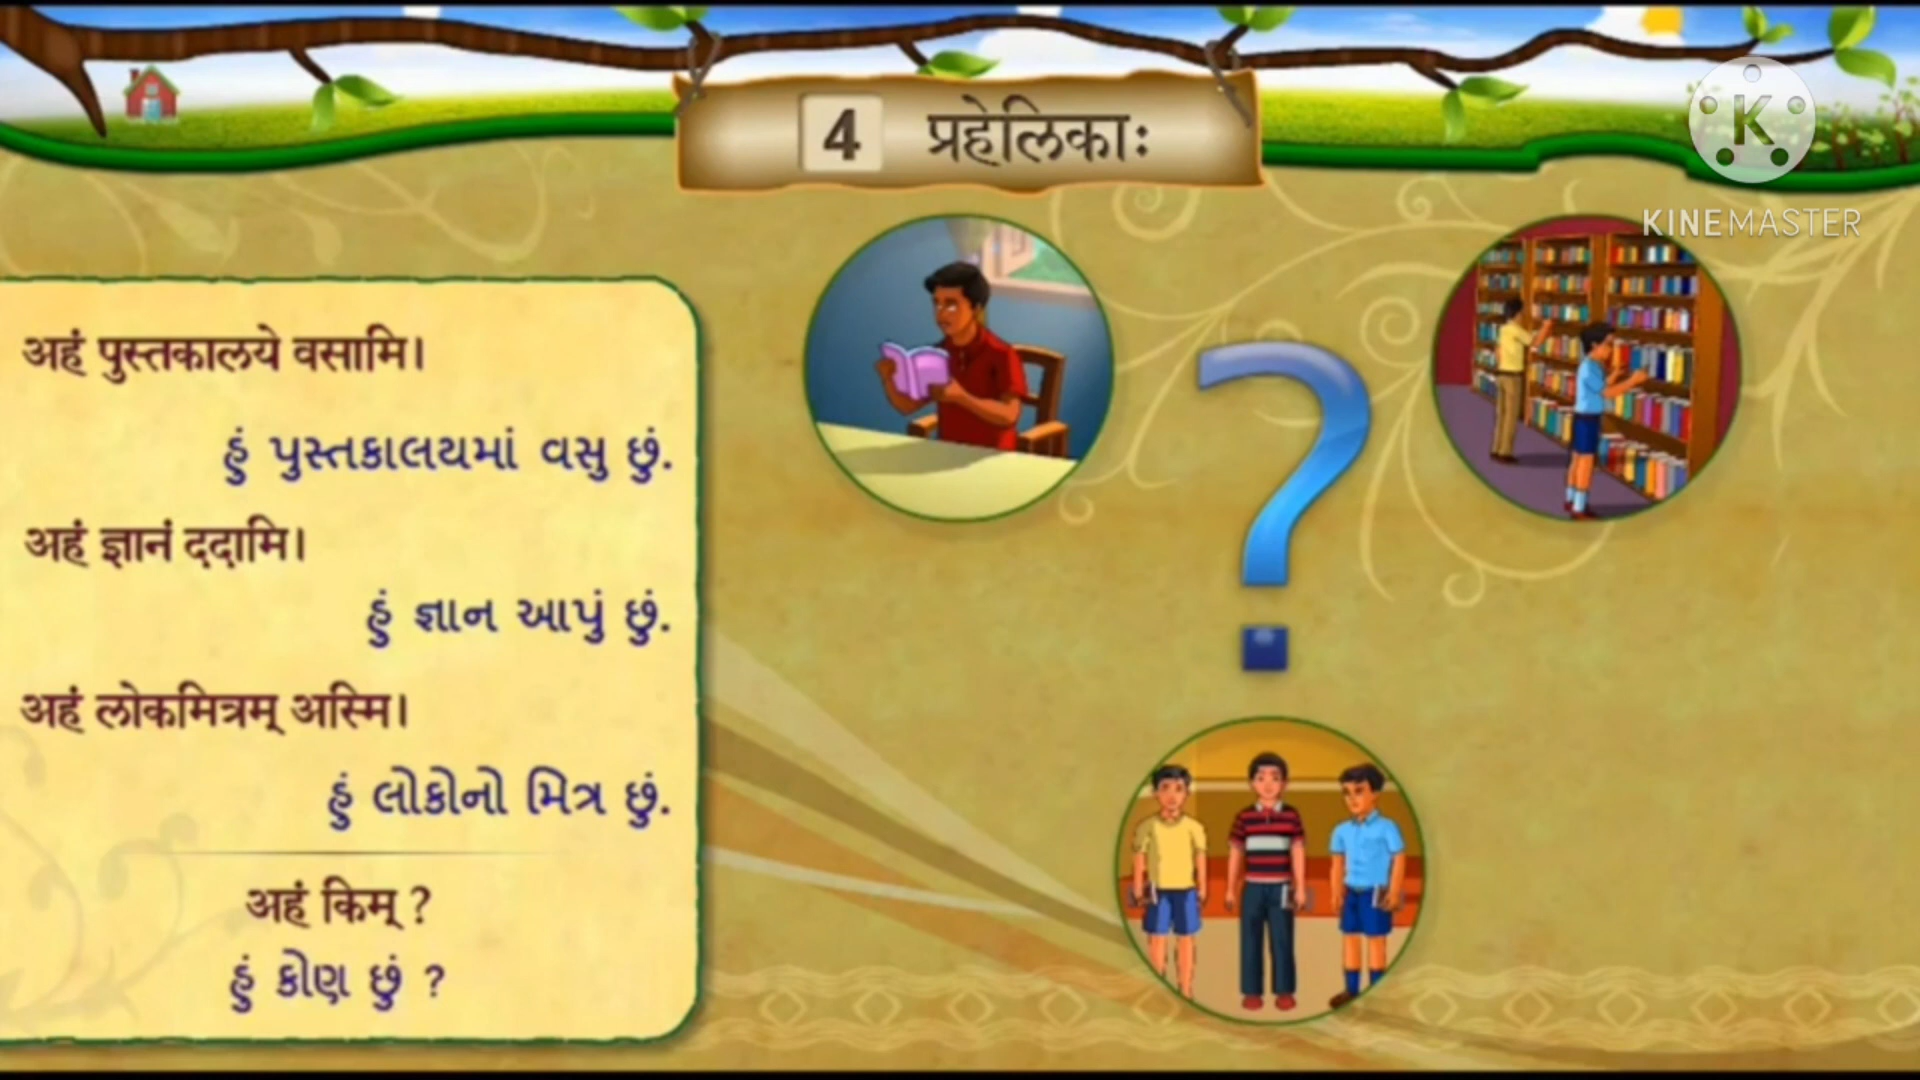 4 प्रहेलिकाः
K
KINEMASTER
अहं पुस्तकालये वसामि।
હું પુસ્તકાલયમાં વસુ છું.
अहं ज्ञानं ददामि।
હું જ્ઞાન આપું છું.
अहं लोकमित्रम् अस्मि।
હું લોકોનો મિત્ર છું.
अहं किम् ?
હું કોણ છું ?